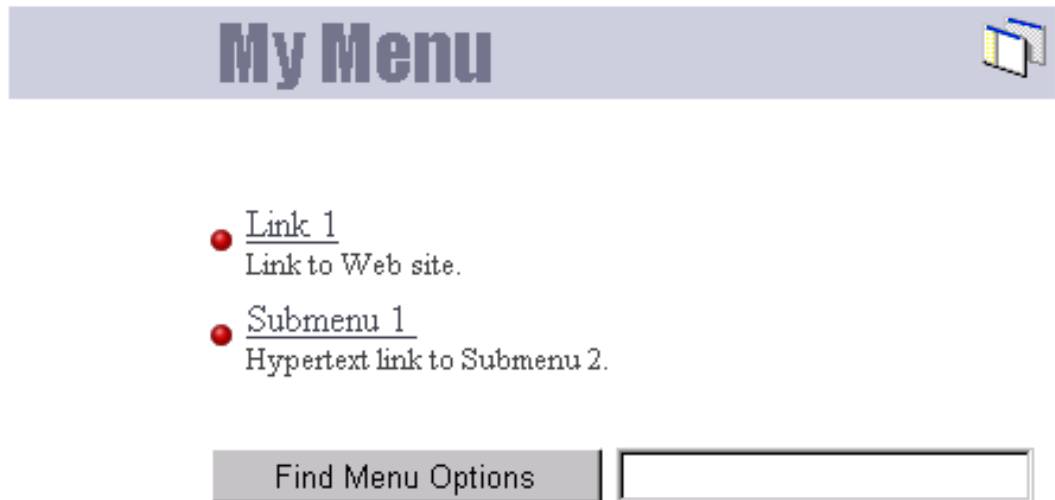 My Menu
Link 1
Link to Web site.
Submenu 1
Hypertext link to Submenu 2.
Find Menu Options